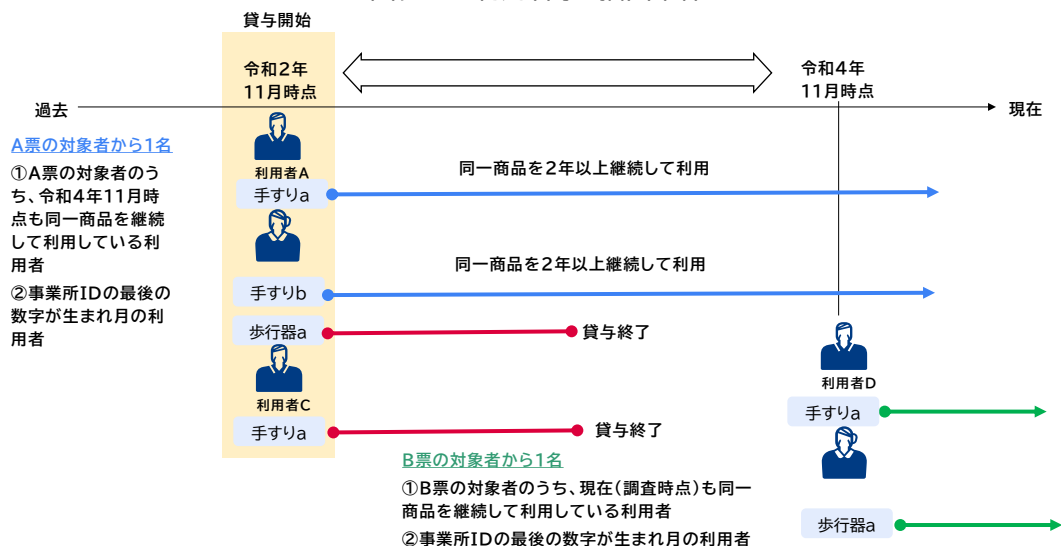 貸与開始
令和2年
11月時点
令和4年
11月時点
過去
現在
A票の対象者から1名
①A票の対象者のう
ち、令和4年11月時
点も同一商品を継続
して利用している利
用者
②事業所IDの最後の
数字が生まれ月の利
用者
利用者A
手すりa
同一商品を2年以上継続して利用
手すりb
同一商品を2年以上継続して利用
歩行器a
貸与終了
利用者C
手すりa
貸与終了
利用者D
手すりa
歩行器a
B票の対象者から1名
①B票の対象者のうち、現在(調査時点)も同一
商品を継続して利用している利用者
②事業所IDの最後の数字が生まれ月の利用者